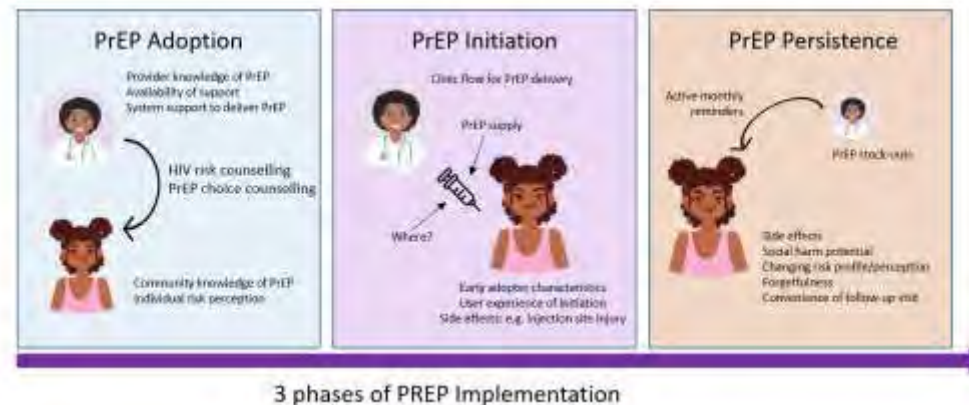 PrEP Adoption
Provider knowledge of PrEP
Availability of support
System support to deliver PrEP
HIV risk counselling
PrEP choice counselling
Community knowledge of PrEP
Individual risk perception
PrEP Initiation
Clinic flow for PrEP delivery
PrEP supply
Where?
Early adopter characteristics
User experience of Initiation
Side effects: e.g. Injection site Injury
PrEP Persistence
Active monthly
reminders
PrEP stock-outs
Side effects
Social harm potential
Changing risk profile/perception
Forgetfulness
Convenience of follow-up visit
3 phases of PREP Implementation